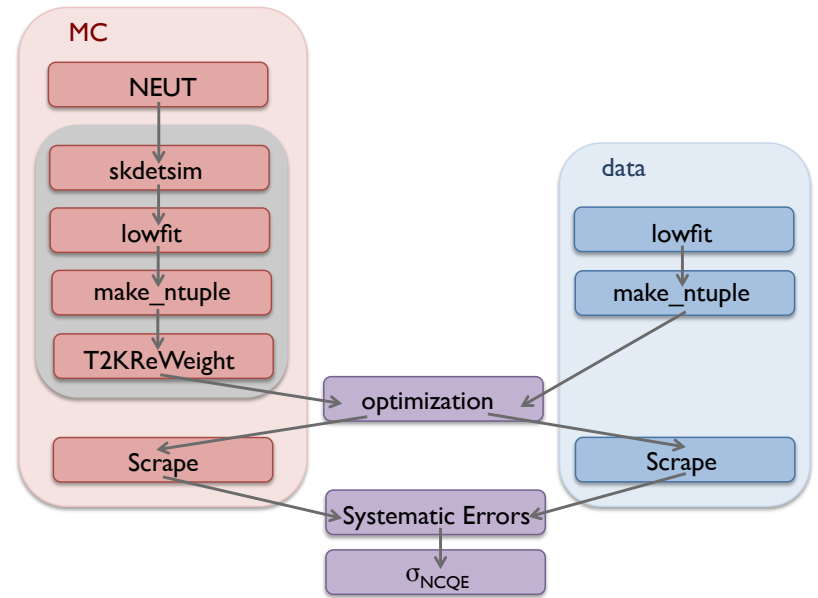 MC
NEUT
skdetsim
lowfit
make_ntuple
T2KReWeight
Scrape
data
lowfit
make_ntuple
Scrape
optimization
Systematic Errors
σNCQE